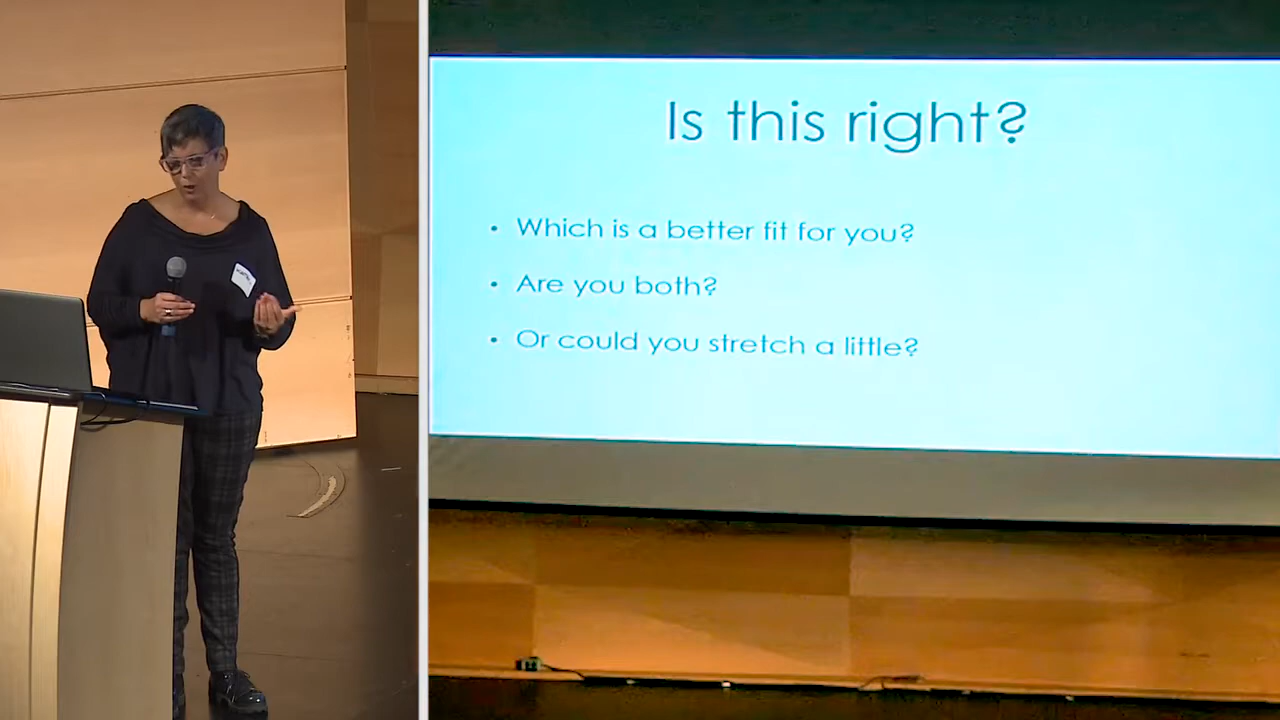 Is this right?
• Which is a better fit for you?
• Are you both?
• Or could you stretch a little?